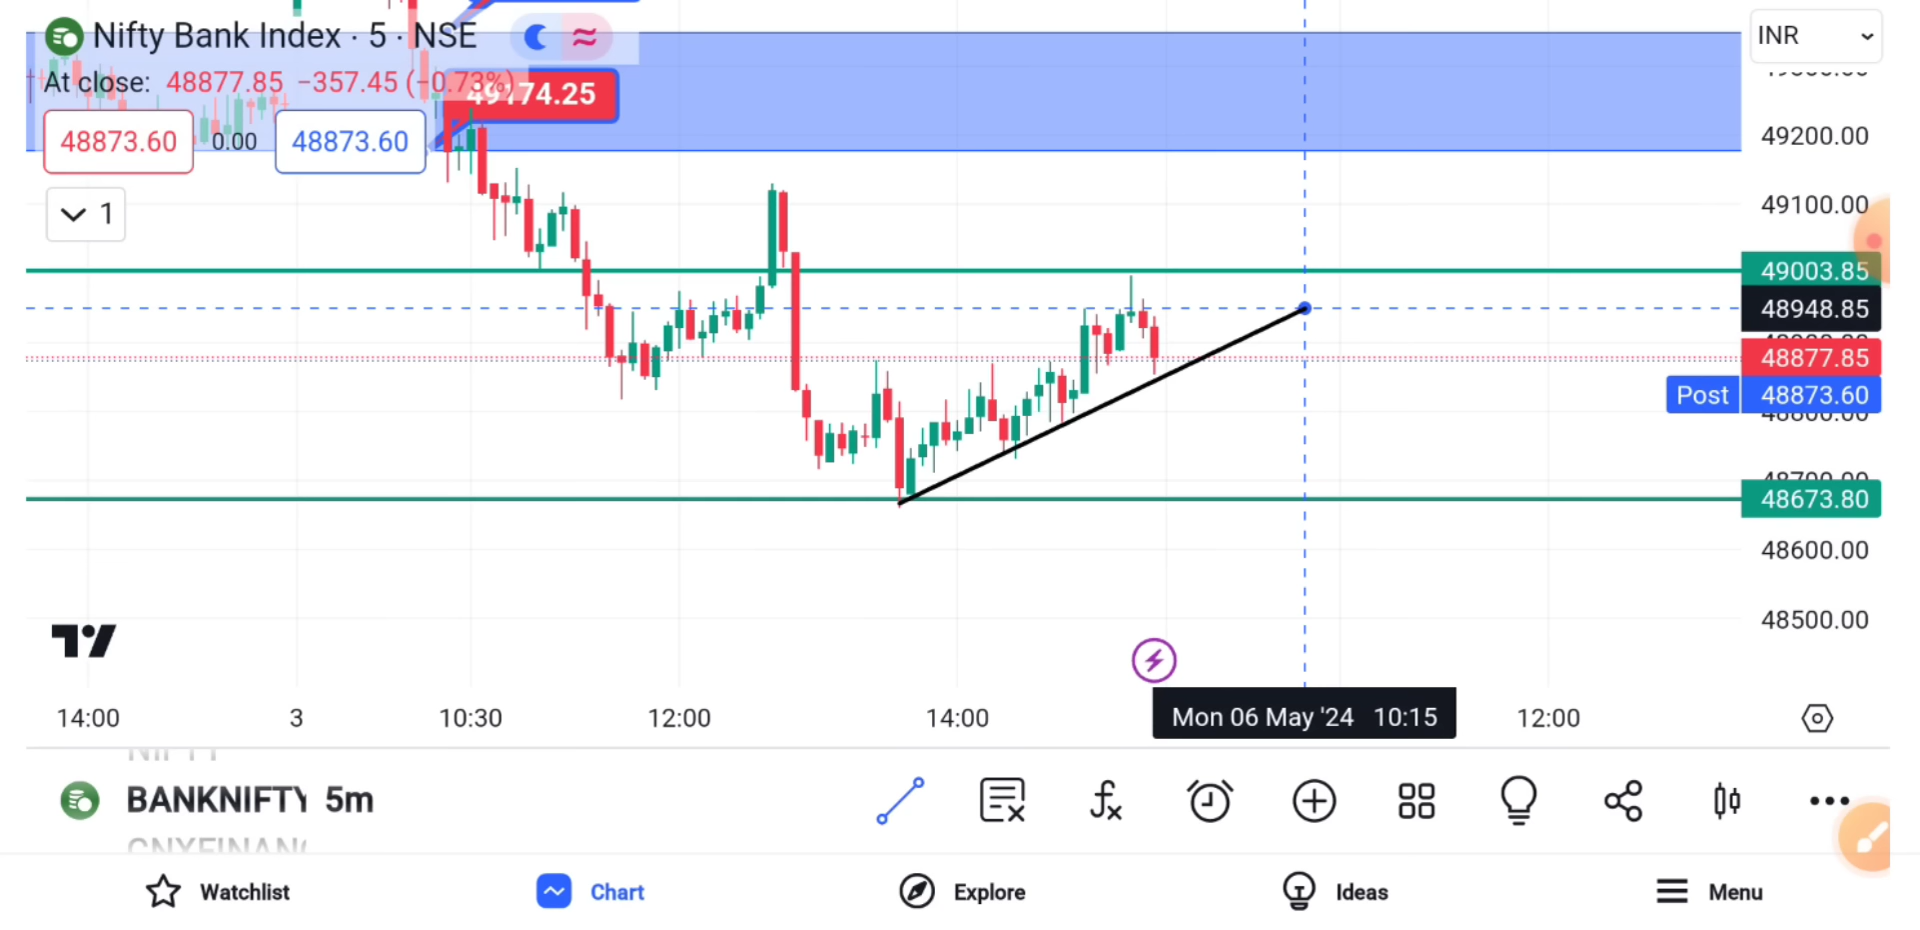 Nifty Bank Index · 5 · NSE
INR
At close: 48877.85 −357.45 (−0.73%)
49174.25
48873.60 0.00 48873.60
1
49200.00
49100.00
49003.85
48948.85
48877.85
Post 48873.60
48673.80
48600.00
48500.00
14:00 3 10:30 12:00 14:00 Mon 06 May '24 10:15 12:00
NIFTY
BANKNIFTY 5m
Watchlist Chart Explore Ideas Menu